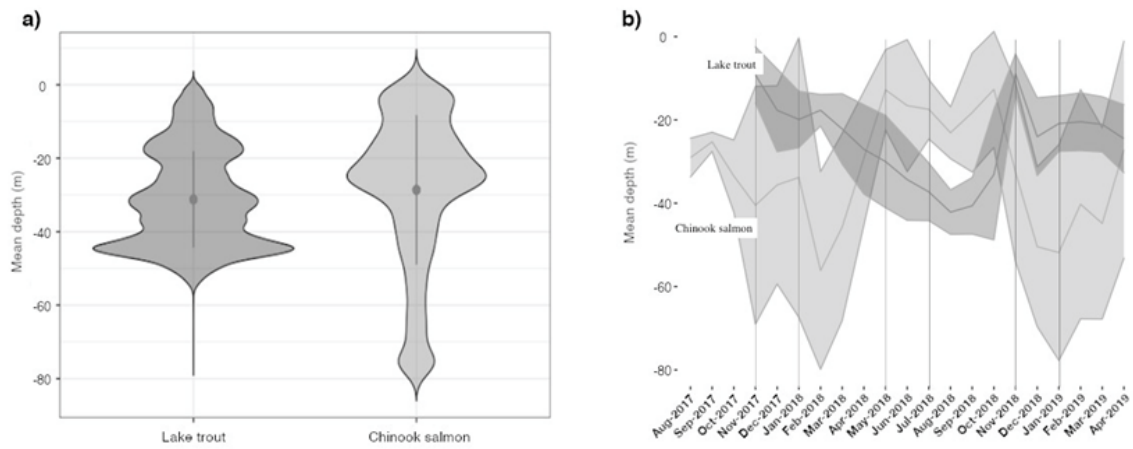 a)
Mean depth (m)
0
-20
-40
-60
-80
Lake trout
Chinook salmon
b)
Mean depth (m)
0
-20
-40
-60
-80
Lake trout
Chinook salmon
Aug-2017
Sep-2017
Oct-2017
Nov-2017
Dec-2017
Jan-2018
Feb-2018
Mar-2018
Apr-2018
May-2018
Jun-2018
Jul-2018
Aug-2018
Sep-2018
Oct-2018
Nov-2018
Dec-2018
Jan-2019
Feb-2019
Mar-2019
Apr-2019